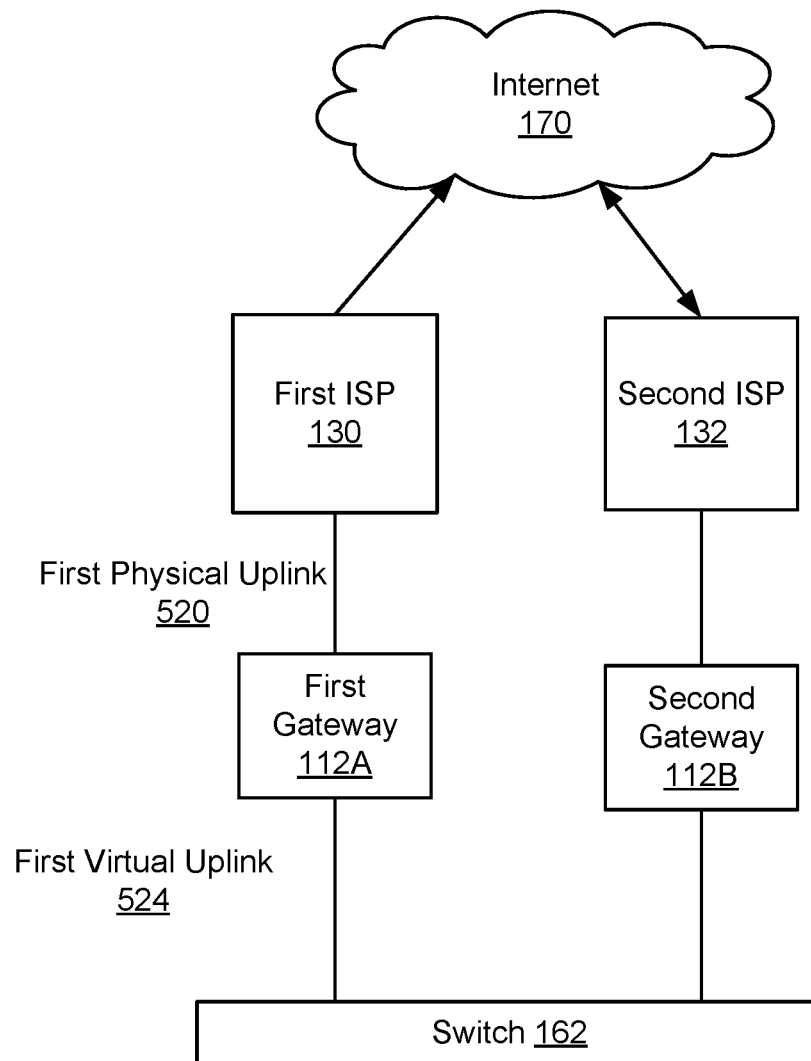 Internet
170
First ISP
130
Second ISP
132
First Physical Uplink
520
First
Gateway
112A
Second
Gateway
112B
First Virtual Uplink
524
Switch 162